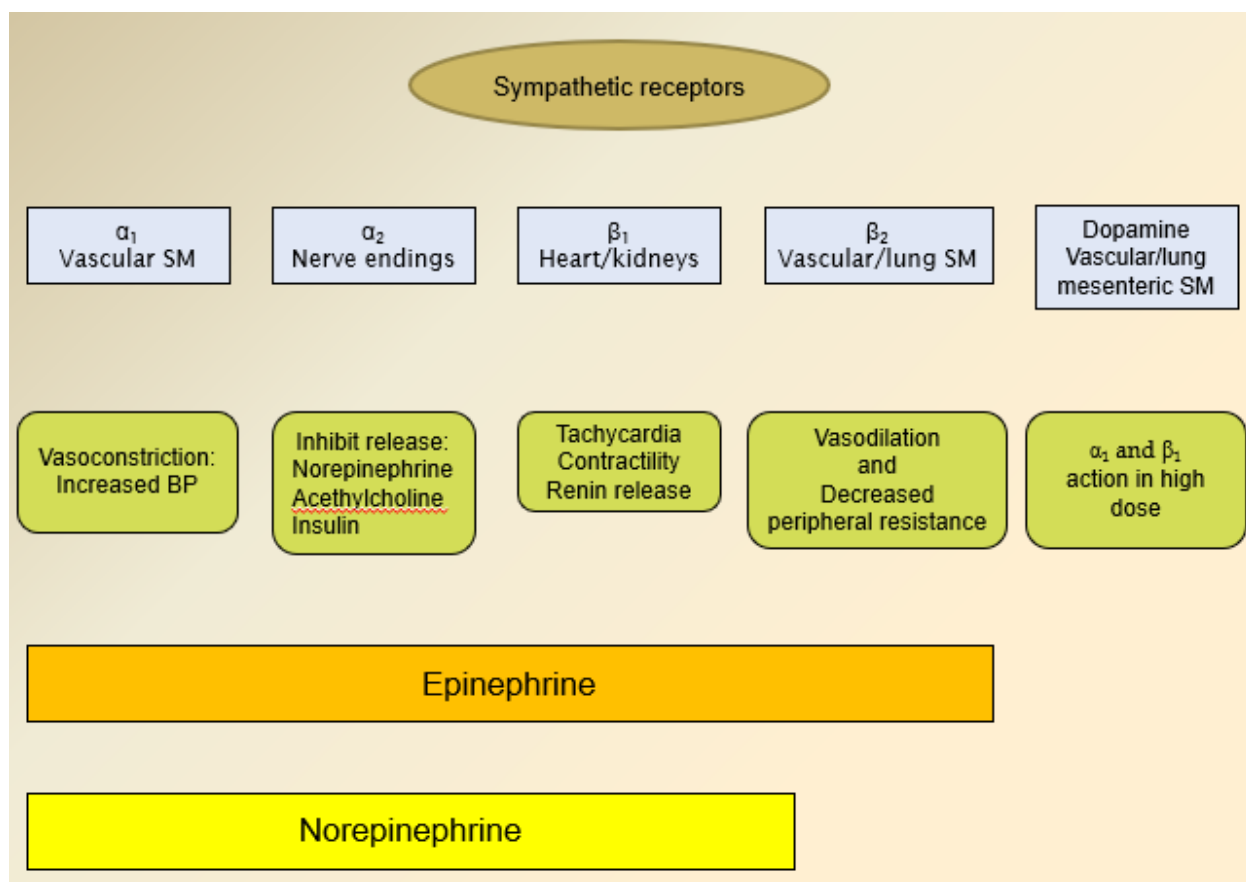 Sympathetic receptors
α₁
Vascular SM
α₂
Nerve endings
β₁
Heart/kidneys
β₂
Vascular/lung SM
Dopamine
Vascular/lung
mesenteric SM
Vasoconstriction:
Increased BP
Inhibit release:
Norepinephrine
Acethylcholine
Insulin
Tachycardia
Contractility
Renin release
Vasodilation
and
Decreased
peripheral resistance
α₁ and β₁
action in high
dose
Epinephrine
Norepinephrine